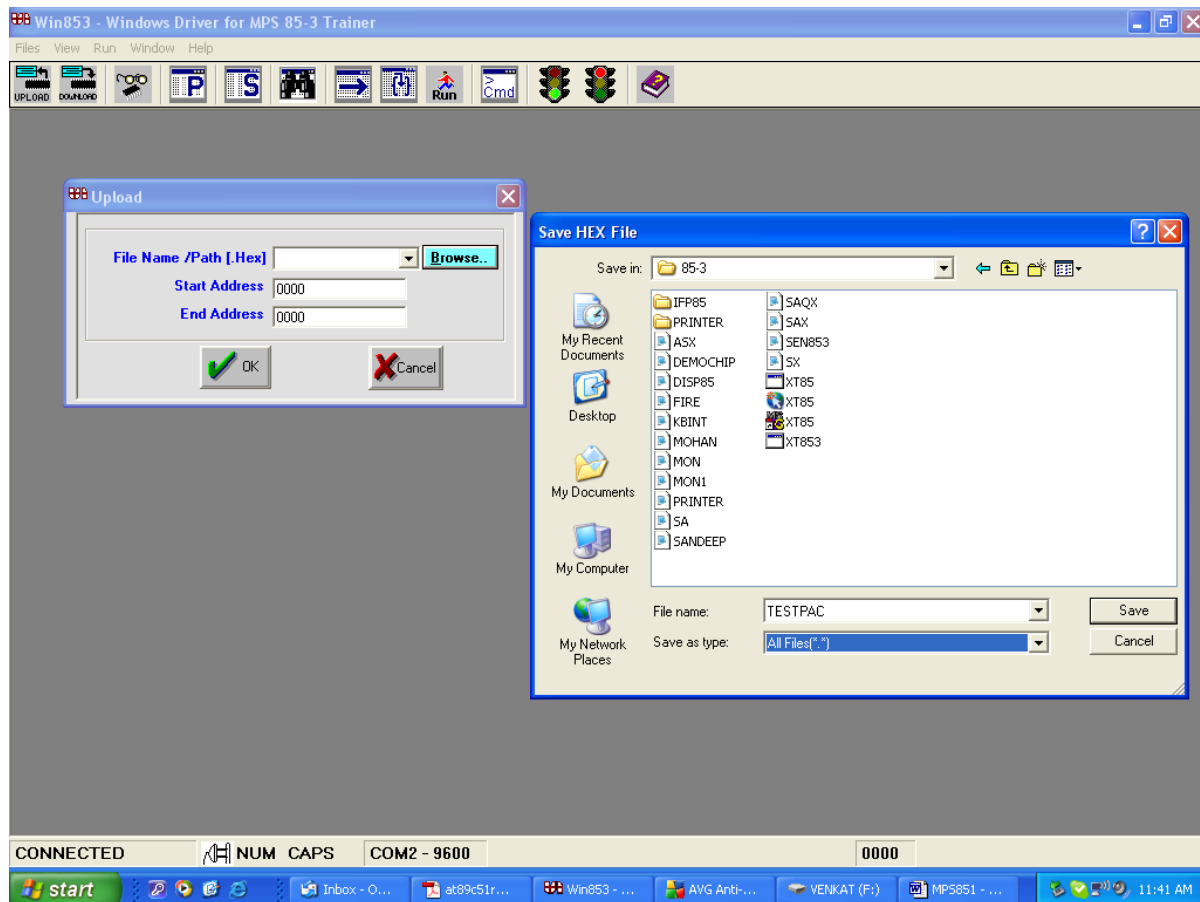 Win853 - Windows Driver for MPS 85-3 Trainer
Files View Run Window Help
UPLOAD DOWNLOAD P S Run >Cmd
Upload
File Name /Path [.Hex] Browse..
Start Address 0000
End Address 0000
OK Cancel
Save HEX File
Save in: 85-3
My Recent Documents
Desktop
My Documents
My Computer
My Network Places
IFP85
PRINTER
ASX
DEMOCHIP
DISP85
FIRE
KBINT
MOHAN
MON
MON1
PRINTER
SA
SANDEEP
SAQX
SAX
SEN853
SX
XT85
XT85
XT85
XT853
File name: TESTPAC Save
Save as type: All Files(*.*) Cancel
CONNECTED NUM CAPS COM2 - 9600 0000
start Inbox - O... at89c51r... Win853 - ... AVG Anti-... VENKAT (F:) MPS851 - ... 11:41 AM